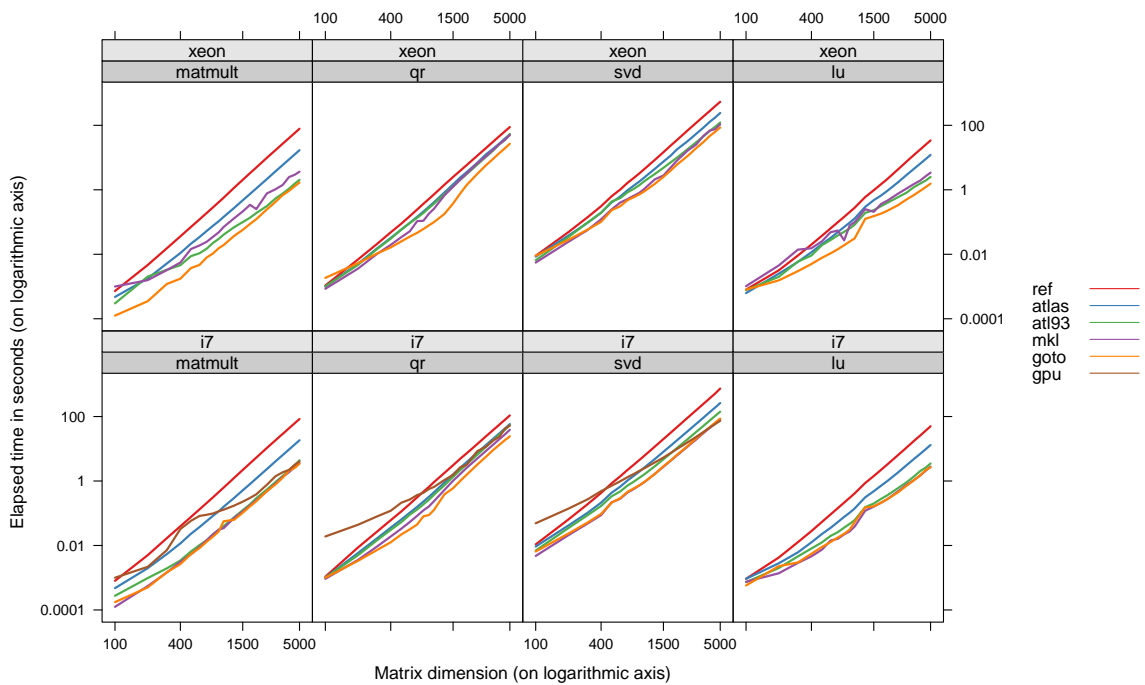 100 400 1500 5000 100 400 1500 5000
xeon xeon xeon xeon
matmult qr svd lu
100
1
0.01
0.0001
i7 i7 i7 i7
matmult qr svd lu
100
1
0.01
0.0001
100 400 1500 5000 100 400 1500 5000
Matrix dimension (on logarithmic axis)
Elapsed time in seconds (on logarithmic axis)
ref
atlas
atl93
mkl
goto
gpu